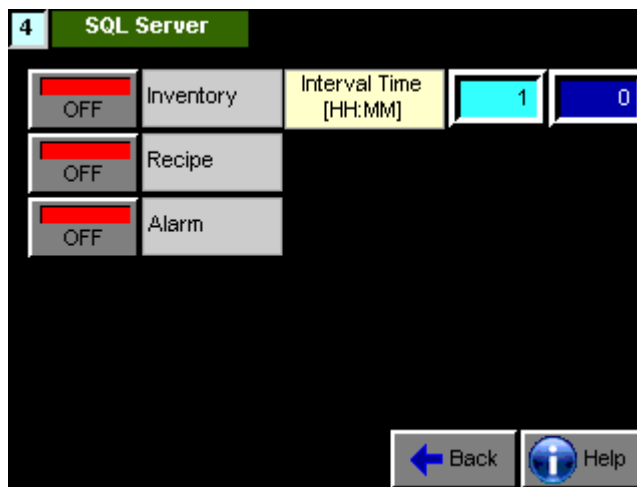 4 SQL Server
OFF Inventory Interval Time [HH:MM] 1 0
OFF Recipe
OFF Alarm
Back Help